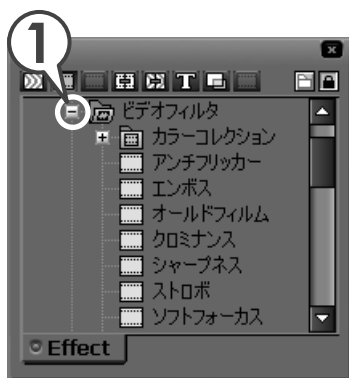 1
T
ビデオフィルタ
カラーコレクション
アンチフリッカー
エンボス
オールドフィルム
クロミナンス
シャープネス
ストロボ
ソフトフォーカス
Effect